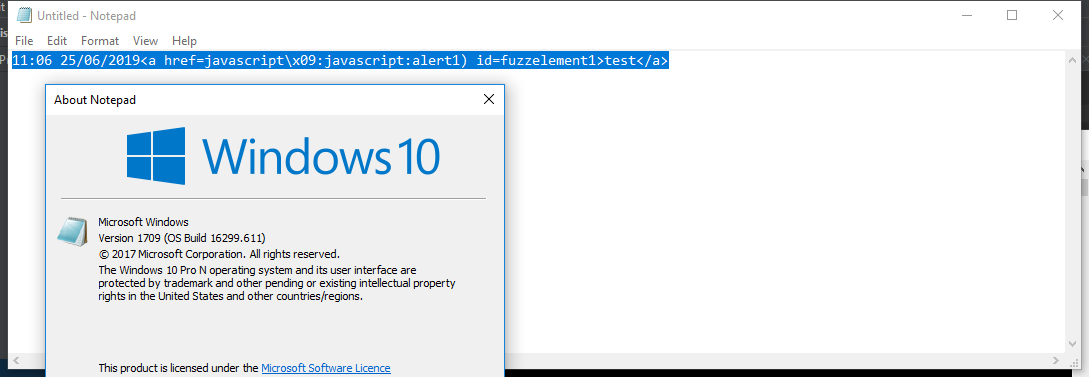 Untitled - Notepad
File Edit Format View Help
11:06 25/06/2019<a href=javascript\x09:javascript:alert1) id=fuzzelement1>test</a>
About Notepad
Windows 10
Microsoft Windows
Version 1709 (OS Build 16299.611)
© 2017 Microsoft Corporation. All rights reserved.
The Windows 10 Pro N operating system and its user interface are
protected by trademark and other pending or existing intellectual property
rights in the United States and other countries/regions.
This product is licensed under the Microsoft Software Licence